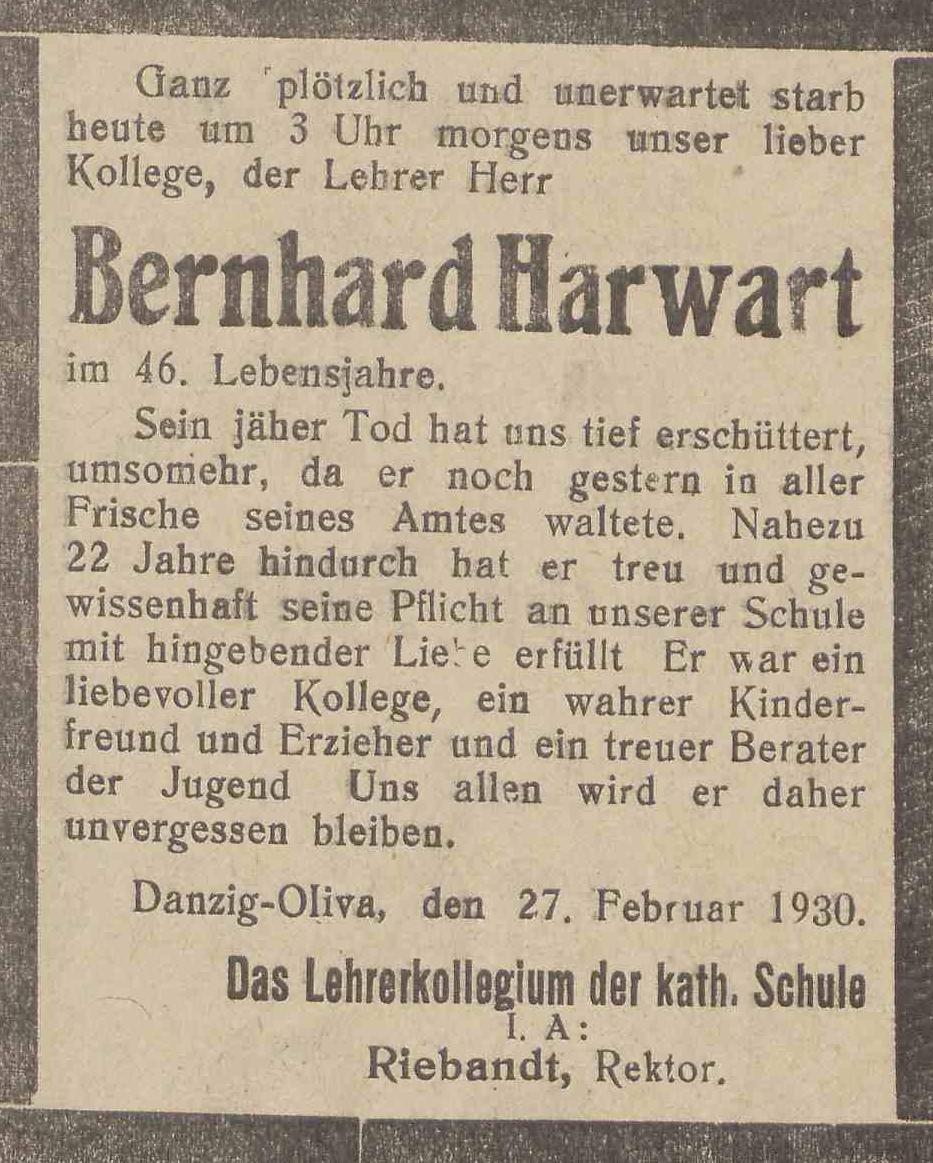 Ganz plötzlich und unerwartet starb
heute um 3 Uhr morgens unser lieber
Kollege, der Lehrer Herr
Bernhard Harwart
im 46. Lebensjahre.
Sein jäher Tod hat uns tief erschüttert,
umsomehr, da er noch gestern in aller
Frische seines Amtes waltete. Nahezu
22 Jahre hindurch hat er treu und ge-
wissenhaft seine Pflicht an unserer Schule
mit hingebender Liebe erfüllt Er war ein
liebevoller Kollege, ein wahrer Kinder-
freund und Erzieher und ein treuer Berater
der Jugend Uns allen wird er daher
unvergessen bleiben.
Danzig-Oliva, den 27. Februar 1930.
Das Lehrerkollegium der kath. Schule
I. A:
Riebandt, Rektor.